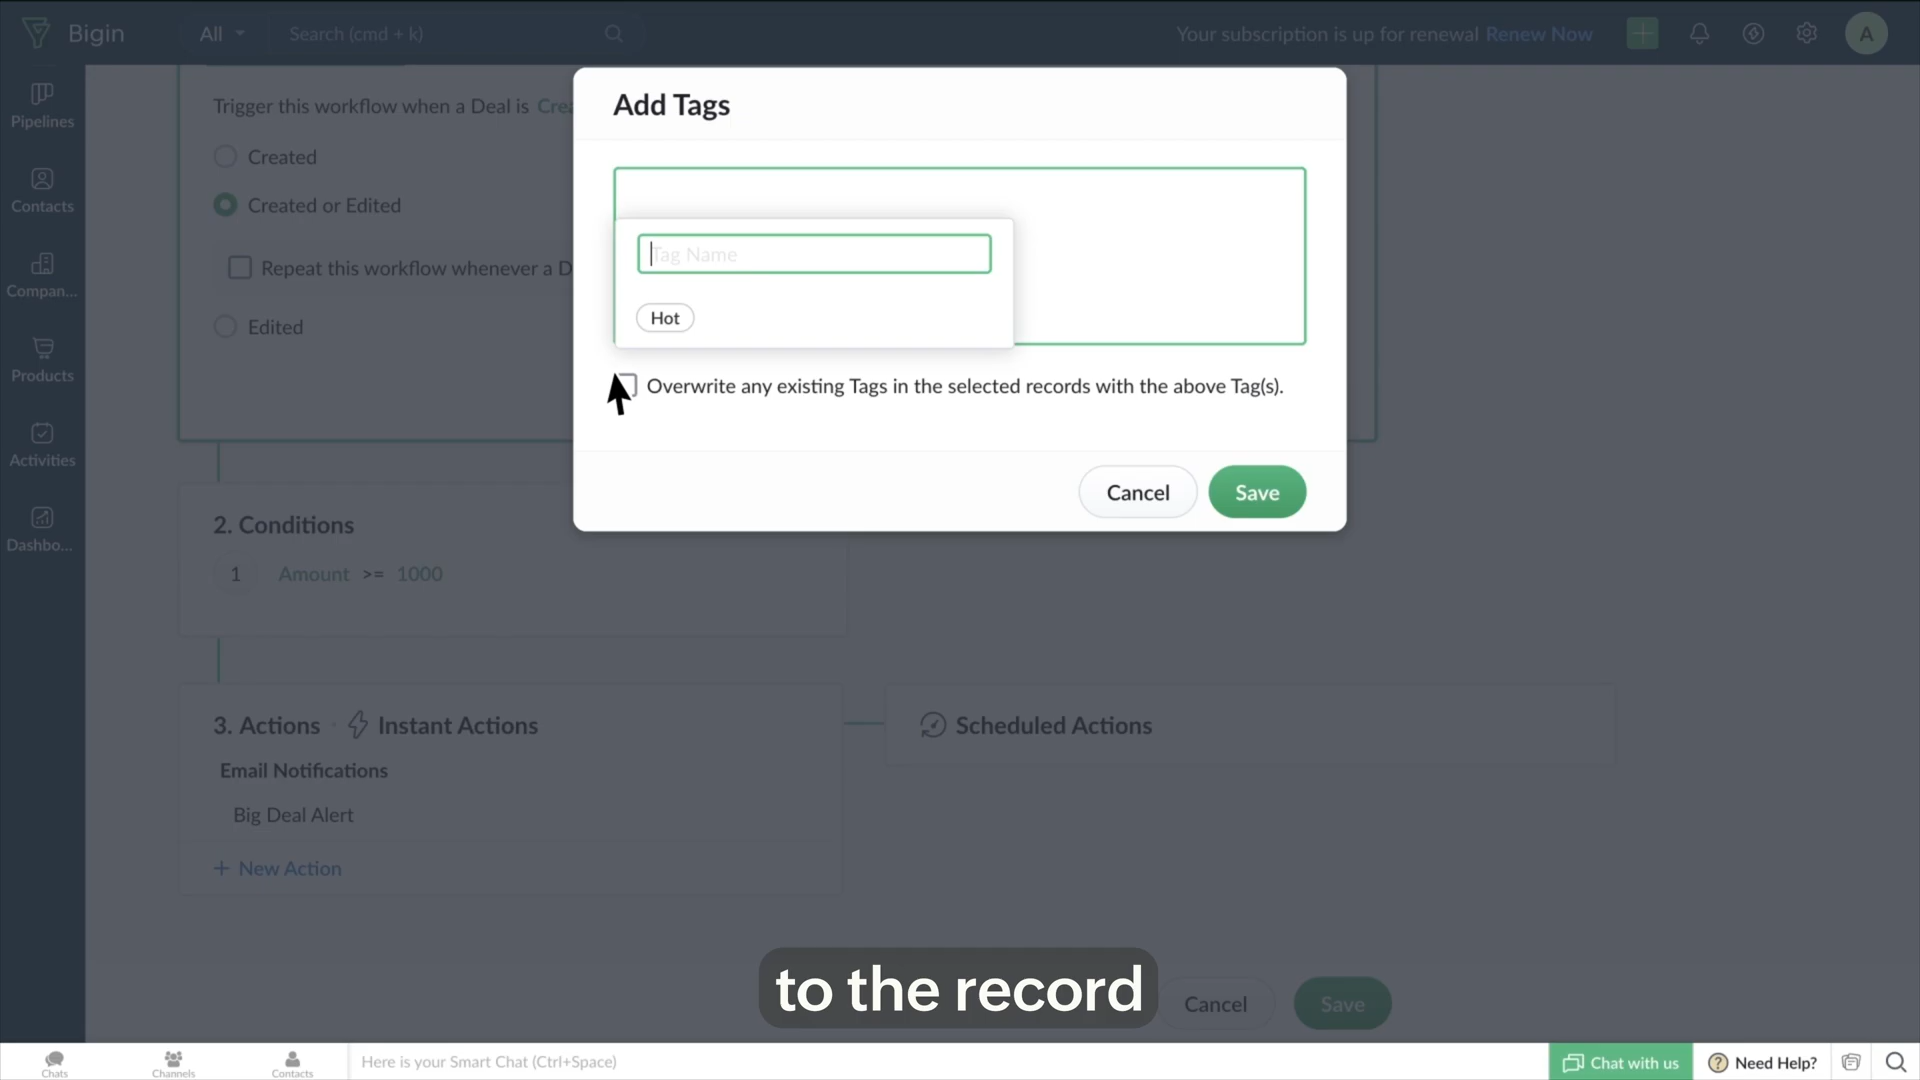 Bigin
All
Search (cmd + k)
Your subscription is up for renewal Renew Now
A
Pipelines
Contacts
Compan...
Products
Activities
Dashbo...
Trigger this workflow when a Deal is Crea
Created
Created or Edited
Repeat this workflow whenever a D
Edited
Add Tags
Tag Name
Hot
Overwrite any existing Tags in the selected records with the above Tag(s).
Cancel
Save
2. Conditions
1 Amount >= 1000
3. Actions · Instant Actions
Email Notifications
Big Deal Alert
+ New Action
Scheduled Actions
to the record
Cancel
Save
Chats
Channels
Contacts
Here is your Smart Chat (Ctrl+Space)
Chat with us
Need Help?